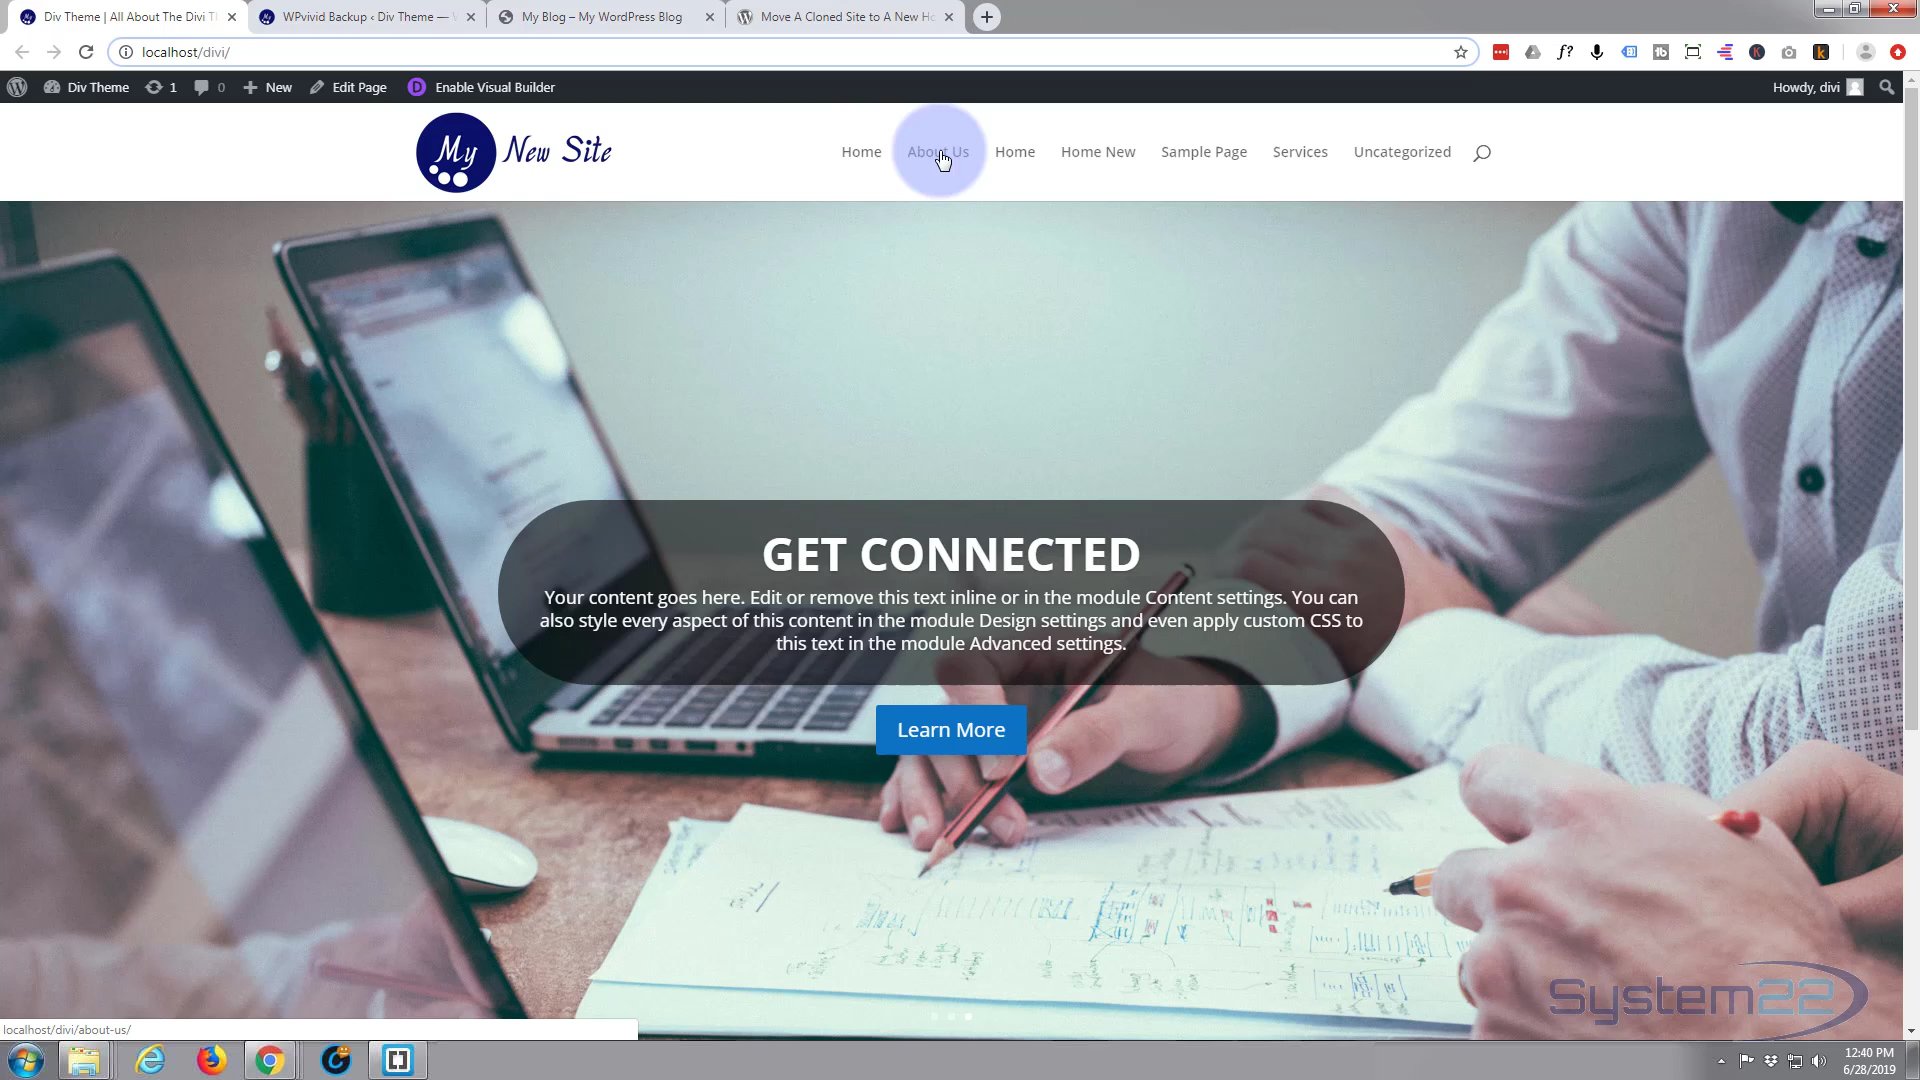 Div Theme | All About The Divi T
WPvivid Backup ‹ Div Theme —
My Blog – My WordPress Blog
Move A Cloned Site to A New Ho
localhost/divi/
Div Theme
1
0
New
Edit Page
D
Enable Visual Builder
Howdy, divi
My New Site
Home
About Us
Home
Home New
Sample Page
Services
Uncategorized
GET CONNECTED
Your content goes here. Edit or remove this text inline or in the module Content settings. You can
also style every aspect of this content in the module Design settings and even apply custom CSS to
this text in the module Advanced settings.
Learn More
System22
localhost/divi/about-us/
12:40 PM
6/28/2019